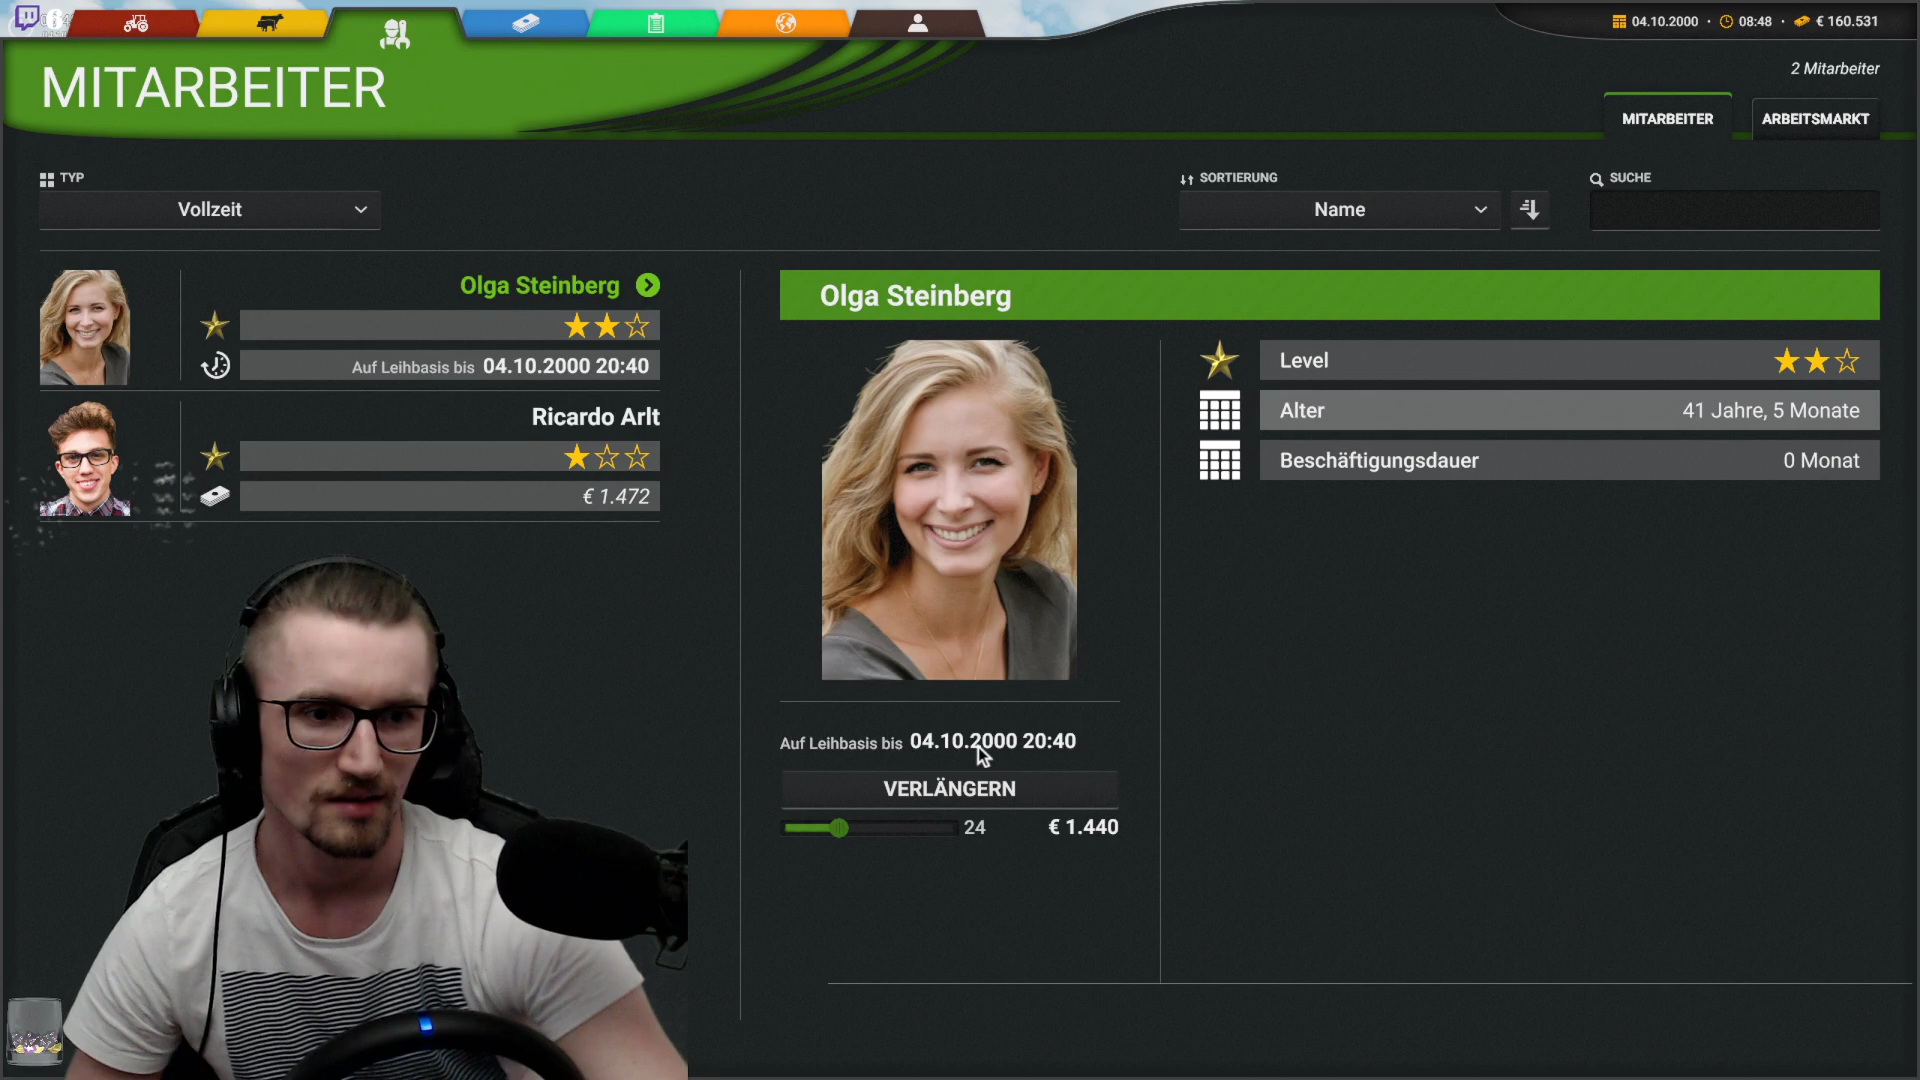 04.10.2000 · 08:48 · € 160.531
MITARBEITER
2 Mitarbeiter
MITARBEITER
ARBEITSMARKT
TYP
Vollzeit
SORTIERUNG
Name
SUCHE
Olga Steinberg
Auf Leihbasis bis 04.10.2000 20:40
Ricardo Arlt
€ 1.472
Olga Steinberg
Level
Alter 41 Jahre, 5 Monate
Beschäftigungsdauer 0 Monat
Auf Leihbasis bis 04.10.2000 20:40
VERLÄNGERN
24 € 1.440